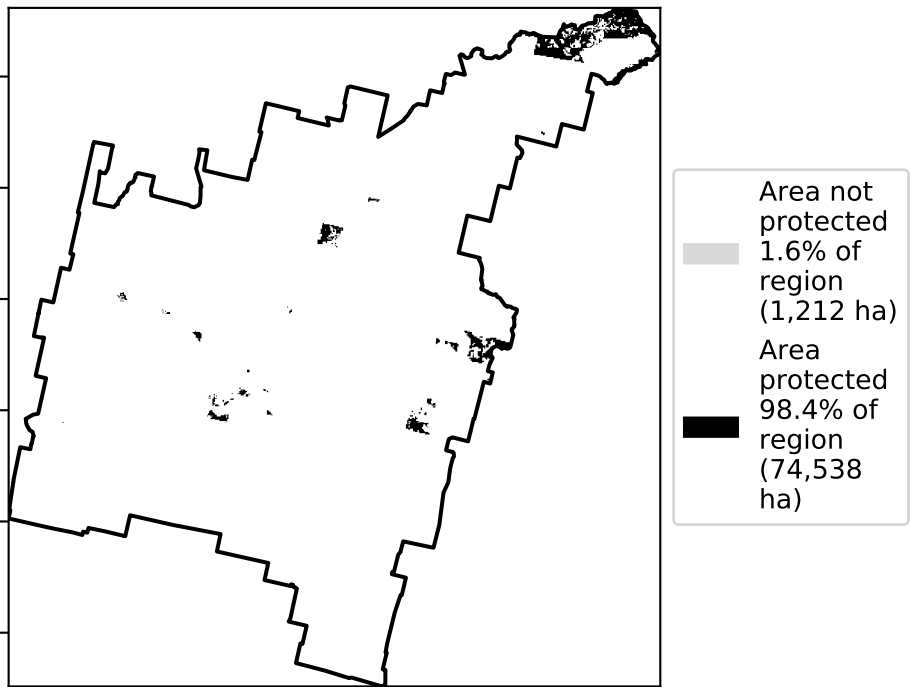 Area not
protected
1.6% of
region
(1,212 ha)
Area
protected
98.4% of
region
(74,538
ha)